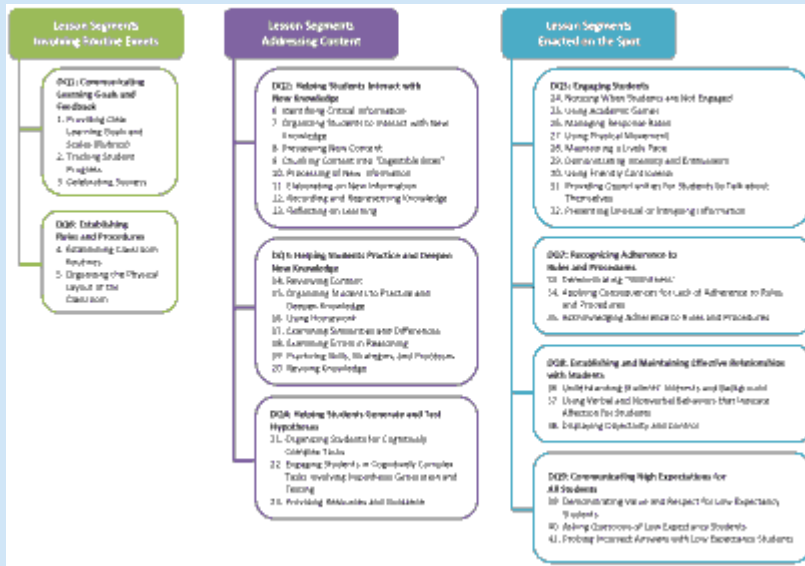 Lesson Segments
Involving Routine Events
DQ1: Communicating
Learning Goals and
Feedback
1. Providing Clear
Learning Goals and
Scales (Rubrics)
2. Tracking Student
Progress
3. Celebrating Success
DQ6: Establishing
Rules and Procedures
4. Establishing Classroom
Routines
5. Organizing the Physical
Layout of the
Classroom
Lesson Segments
Addressing Content
DQ2: Helping Students Interact with
New Knowledge
6. Identifying Critical Information
7. Organizing Students to Interact with New
Knowledge
8. Previewing New Content
9. Chunking Content into "Digestible Bites"
10. Processing of New Information
11. Elaborating on New Information
12. Recording and Representing Knowledge
13. Reflecting on Learning
DQ3: Helping Students Practice and Deepen
New Knowledge
14. Reviewing Content
15. Organizing Students to Practice and
Deepen Knowledge
16. Using Homework
17. Examining Similarities and Differences
18. Examining Errors in Reasoning
19. Practicing Skills, Strategies, and Processes
20. Revising Knowledge
DQ4: Helping Students Generate and Test
Hypotheses
21. Organizing Students for Cognitively
Complex Tasks
22. Engaging Students in Cognitively Complex
Tasks Involving Hypothesis Generation and
Testing
23. Providing Resources and Guidance
Lesson Segments
Enacted on the Spot
DQ5: Engaging Students
24. Noticing When Students are Not Engaged
25. Using Academic Games
26. Managing Response Rates
27. Using Physical Movement
28. Maintaining a Lively Pace
29. Demonstrating Intensity and Enthusiasm
30. Using Friendly Controversy
31. Providing Opportunities for Students to Talk about
Themselves
32. Presenting Unusual or Intriguing Information
DQ7: Recognizing Adherence to
Rules and Procedures
33. Demonstrating "Withitness"
34. Applying Consequences for Lack of Adherence to Rules
and Procedures
35. Acknowledging Adherence to Rules and Procedures
DQ8: Establishing and Maintaining Effective Relationships
with Students
36. Understanding Students' Interests and Background
37. Using Verbal and Nonverbal Behaviors that Indicate
Affection for Students
38. Displaying Objectivity and Control
DQ9: Communicating High Expectations for
All Students
39. Demonstrating Value and Respect for Low Expectancy
Students
40. Asking Questions of Low Expectancy Students
41. Probing Incorrect Answers with Low Expectancy Students